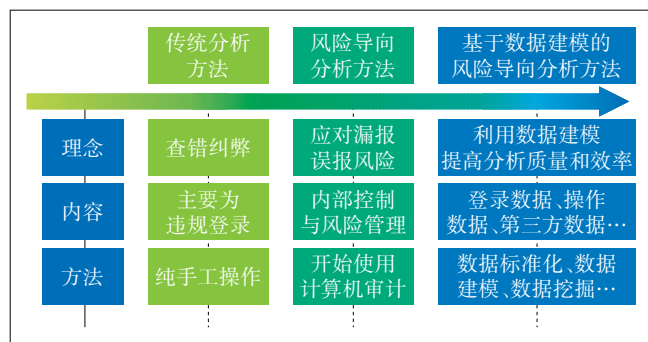 传统分析
方法
风险导向
分析方法
基于数据建模的
风险导向分析方法
理念
查错纠弊
应对漏报
误报风险
利用数据建模
提高分析质量和效率
内容
主要为
违规登录
内部控制
与风险管理
登录数据、操作
数据、第三方数据…
方法
纯手工操作
开始使用
计算机审计
数据标准化、数据
建模、数据挖掘…